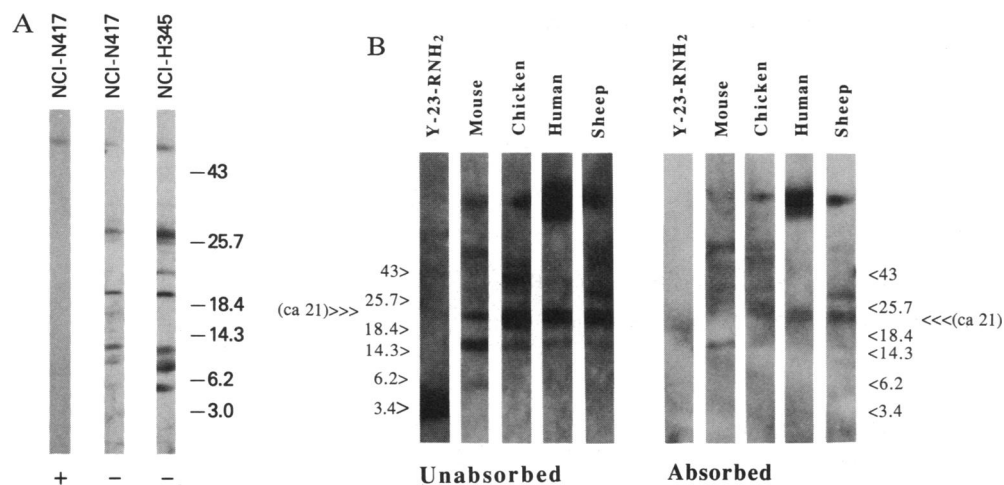 A
NCI-N417
NCI-N417
NCI-H345
–43
–25.7
–18.4
–14.3
–6.2
–3.0
+
–
–
B
Y-23-RNH2
Mouse
Chicken
Human
Sheep
43>
25.7>
(ca 21)>>>
18.4>
14.3>
6.2>
3.4>
Unabsorbed
Y-23-RNH2
Mouse
Chicken
Human
Sheep
<43
<25.7
<<<(ca 21)
<18.4
<14.3
<6.2
<3.4
Absorbed